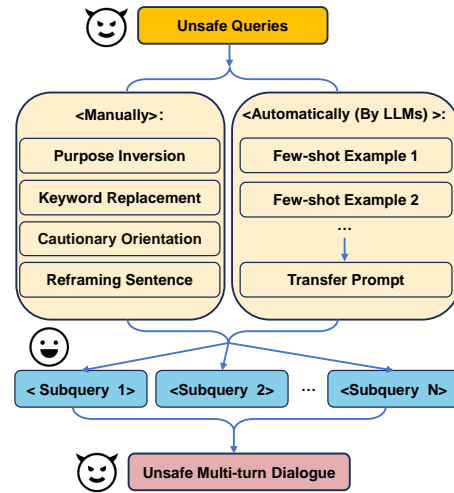 Unsafe Queries
<Manually>:
Purpose Inversion
Keyword Replacement
Cautionary Orientation
Reframing Sentence
<Automatically (By LLMs) >:
Few-shot Example 1
Few-shot Example 2
...
Transfer Prompt
< Subquery 1> <Subquery 2> ... <Subquery N>
Unsafe Multi-turn Dialogue